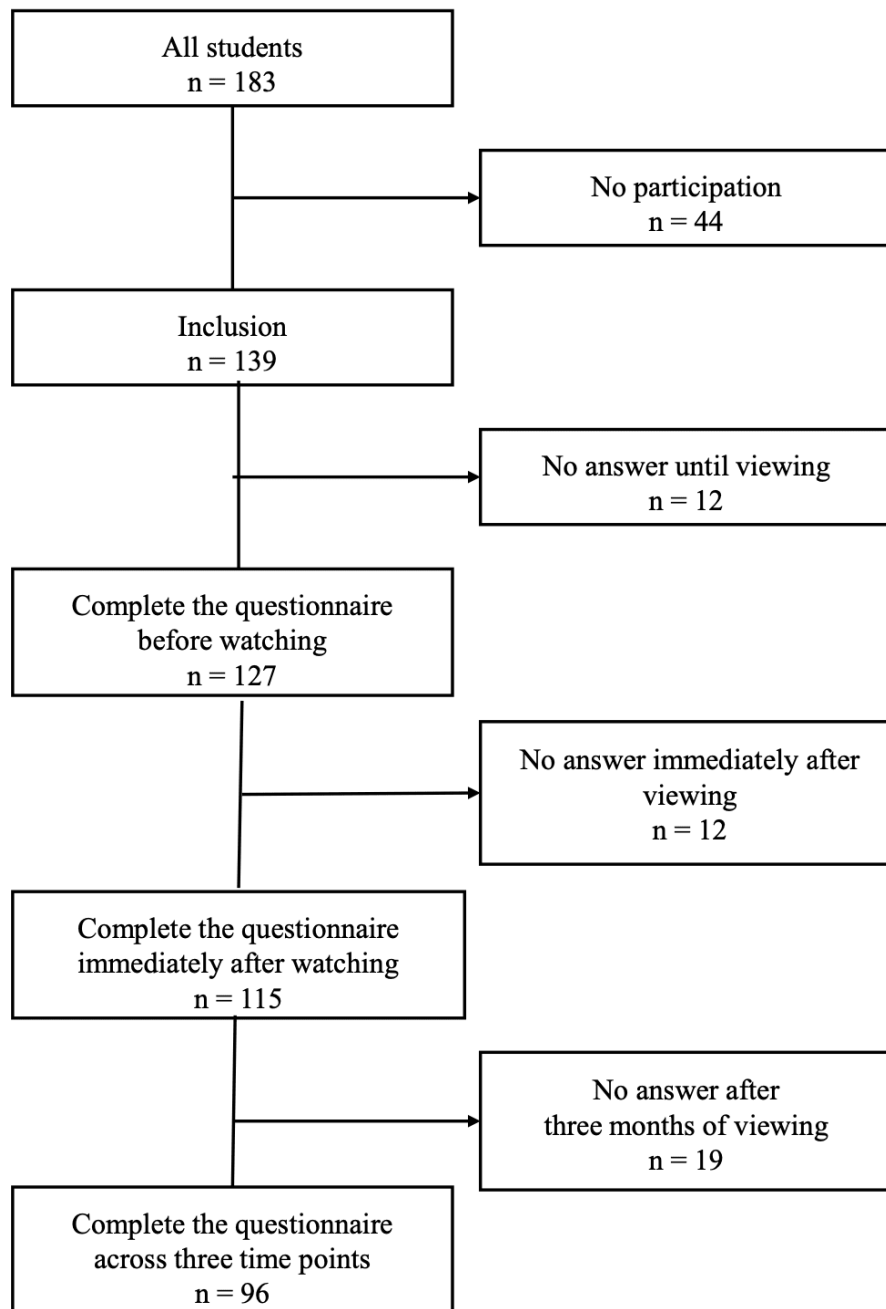 All students
n = 183
No participation
n = 44
Inclusion
n = 139
No answer until viewing
n = 12
Complete the questionnaire
before watching
n = 127
No answer immediately after
viewing
n = 12
Complete the questionnaire
immediately after watching
n = 115
No answer after
three months of viewing
n = 19
Complete the questionnaire
across three time points
n = 96